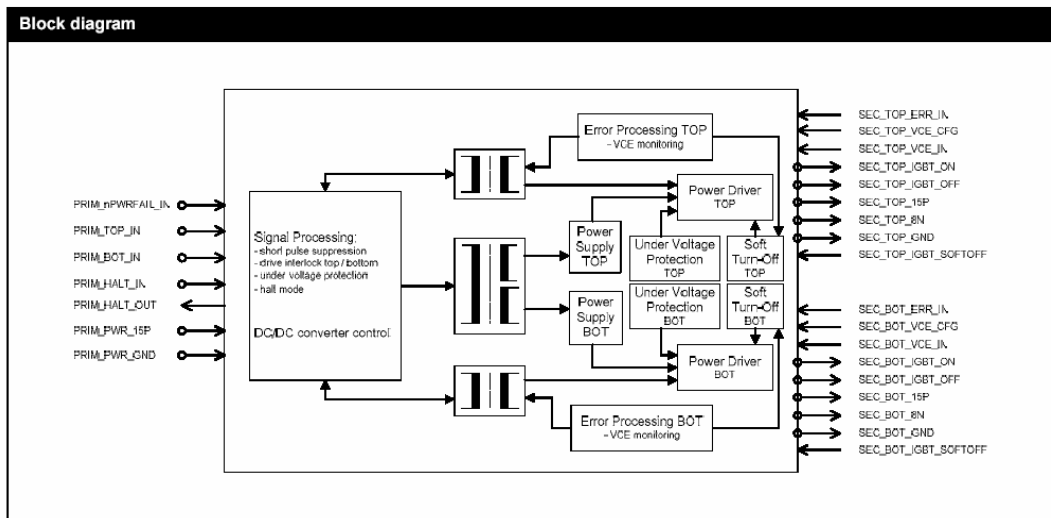 Block diagram
PRIM_nPWRFAIL_IN
PRIM_TOP_IN
PRIM_BOT_IN
PRIM_HALT_IN
PRIM_HALT_OUT
PRIM_PWR_15P
PRIM_PWR_GND
Signal Processing:
- short pulse suppression
- drive interlock top / bottom
- under voltage protection
- halt mode
DC/DC converter control
Error Processing TOP
- VCE monitoring
Power Driver
TOP
Power
Supply
TOP
Under Voltage
Protection
TOP
Soft
Turn-Off
TOP
Power
Supply
BOT
Under Voltage
Protection
BOT
Soft
Turn-Off
BOT
Power Driver
BOT
Error Processing BOT
- VCE monitoring
SEC_TOP_ERR_IN
SEC_TOP_VCE_CFG
SEC_TOP_VCE_IN
SEC_TOP_IGBT_ON
SEC_TOP_IGBT_OFF
SEC_TOP_15P
SEC_TOP_8N
SEC_TOP_GND
SEC_TOP_IGBT_SOFTOFF
SEC_BOT_ERR_IN
SEC_BOT_VCE_CFG
SEC_BOT_VCE_IN
SEC_BOT_IGBT_ON
SEC_BOT_IGBT_OFF
SEC_BOT_15P
SEC_BOT_8N
SEC_BOT_GND
SEC_BOT_IGBT_SOFTOFF